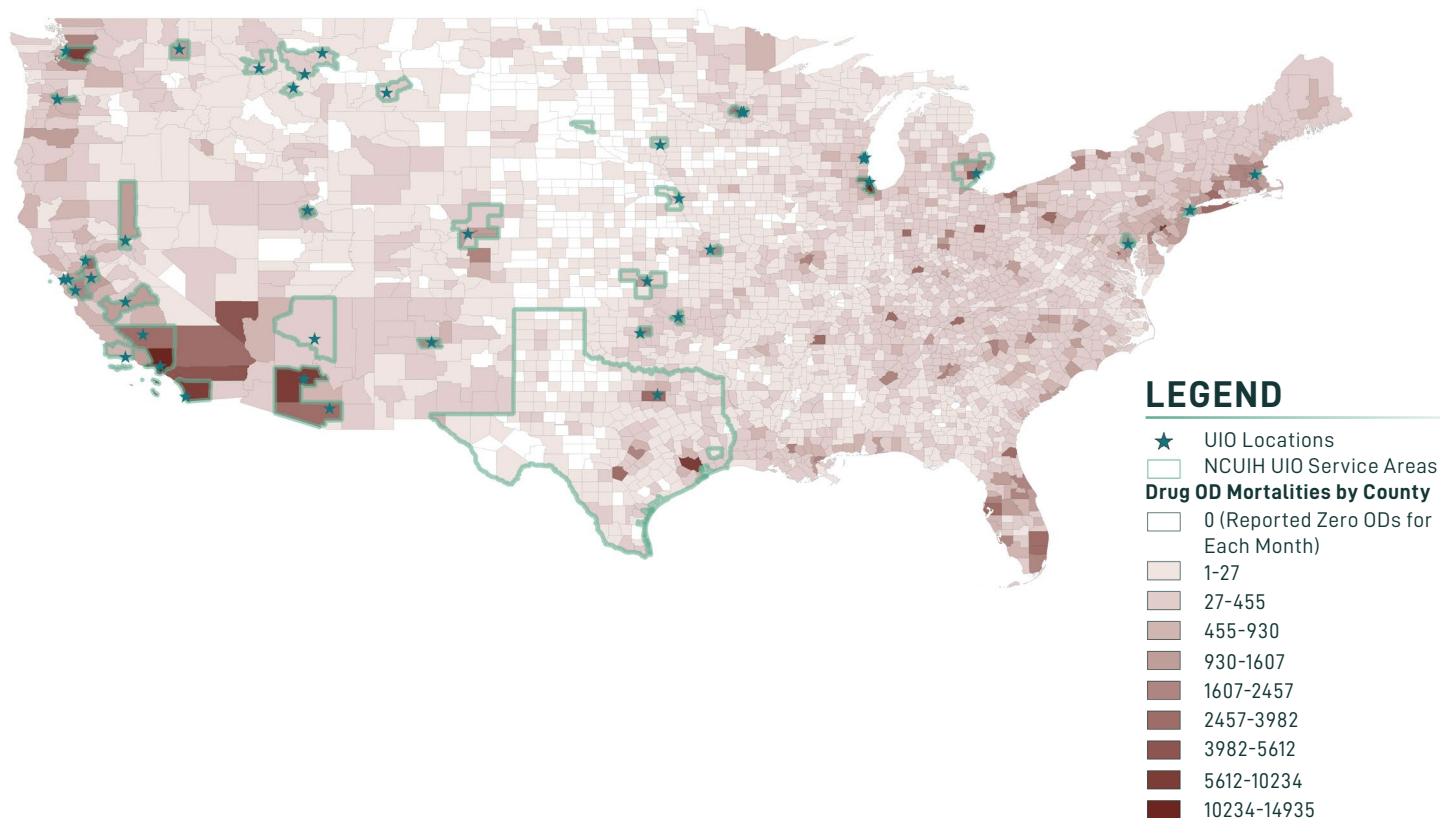 LEGEND
UIO Locations
NCUIH UIO Service Areas
Drug OD Mortalities by County
0 (Reported Zero ODs for
Each Month)
1-27
27-455
455-930
930-1607
1607-2457
2457-3982
3982-5612
5612-10234
10234-14935